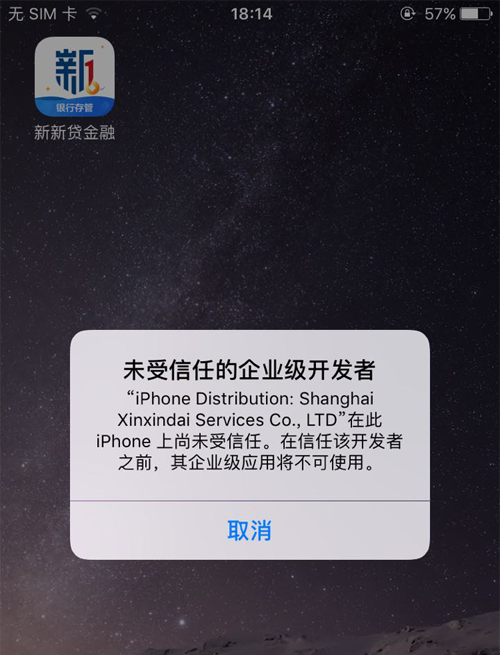 无 SIM 卡 18:14 57%
新1
银行存管
新新贷金融
未受信任的企业级开发者
“iPhone Distribution: Shanghai
Xinxindai Services Co., LTD”在此
iPhone 上尚未受信任。在信任该开发者
之前，其企业级应用将不可使用。
取消